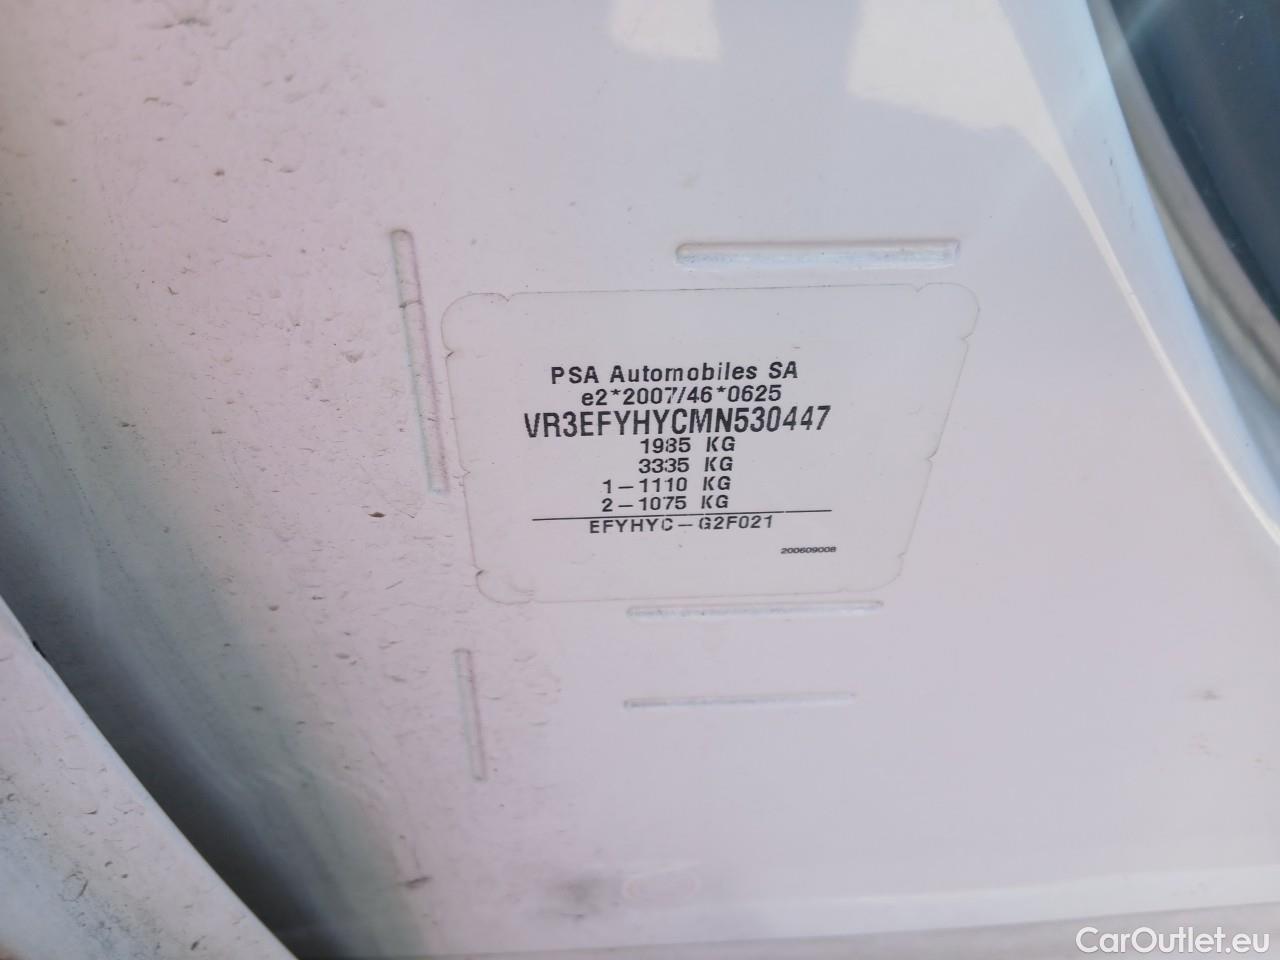 PSA Automobiles SA
e2*2007/46*0625
VR3EFYHYCMN530447
1985 KG
3335 KG
1-1110 KG
2-1075 KG
EFYHYC-G2F021
200609008
CarOutlet.eu